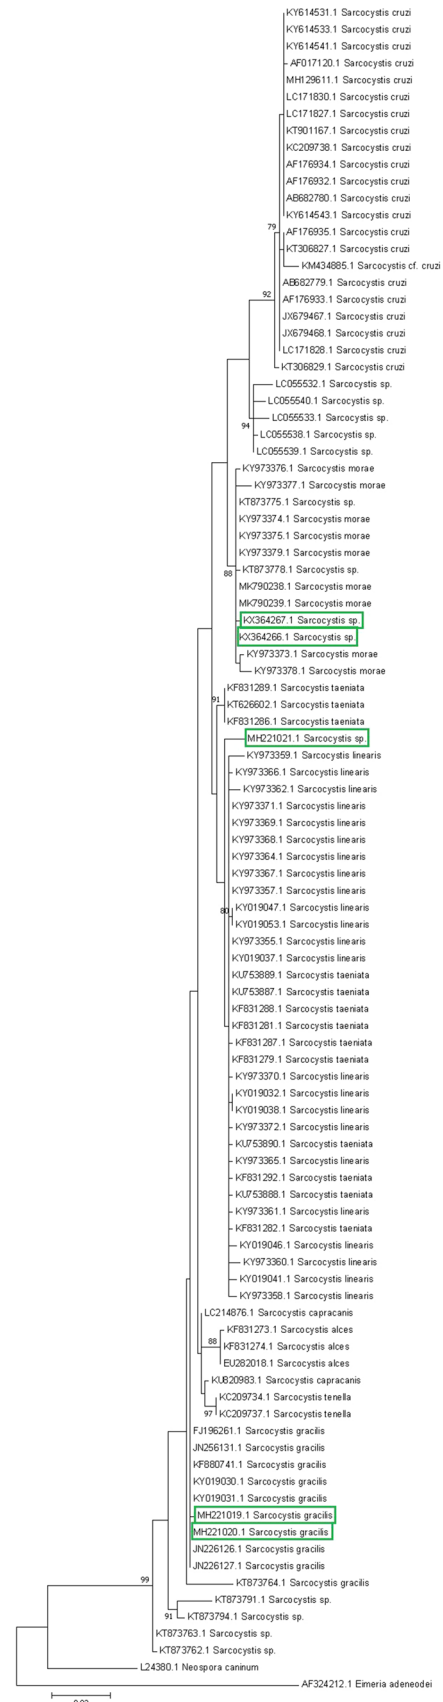 KY614531.1 Sarcocystis cruzi
KY614533.1 Sarcocystis cruzi
KY614541.1 Sarcocystis cruzi
AF017120.1 Sarcocystis cruzi
MH129611.1 Sarcocystis cruzi
LC171830.1 Sarcocystis cruzi
LC171827.1 Sarcocystis cruzi
KT901167.1 Sarcocystis cruzi
KC209738.1 Sarcocystis cruzi
AF176934.1 Sarcocystis cruzi
AF176932.1 Sarcocystis cruzi
AB682780.1 Sarcocystis cruzi
KY614543.1 Sarcocystis cruzi
79 AF176935.1 Sarcocystis cruzi
KT306827.1 Sarcocystis cruzi
KM434885.1 Sarcocystis cf. cruzi
AB682779.1 Sarcocystis cruzi
92 AF176933.1 Sarcocystis cruzi
JX679467.1 Sarcocystis cruzi
JX679468.1 Sarcocystis cruzi
LC171828.1 Sarcocystis cruzi
KT306829.1 Sarcocystis cruzi
LC055532.1 Sarcocystis sp.
LC055540.1 Sarcocystis sp.
LC055533.1 Sarcocystis sp.
94 LC055538.1 Sarcocystis sp.
LC055539.1 Sarcocystis sp.
KY973376.1 Sarcocystis morae
KY973377.1 Sarcocystis morae
KT873775.1 Sarcocystis sp.
KY973374.1 Sarcocystis morae
KY973375.1 Sarcocystis morae
KY973379.1 Sarcocystis morae
88 KT873778.1 Sarcocystis sp.
MK790238.1 Sarcocystis morae
MK790239.1 Sarcocystis morae
KX364267.1 Sarcocystis sp.
KX364266.1 Sarcocystis sp.
KY973373.1 Sarcocystis morae
KY973378.1 Sarcocystis morae
KF831289.1 Sarcocystis taeniata
91 KT626602.1 Sarcocystis taeniata
KF831286.1 Sarcocystis taeniata
MH221021.1 Sarcocystis sp.
KY973359.1 Sarcocystis linearis
KY973366.1 Sarcocystis linearis
KY973362.1 Sarcocystis linearis
KY973371.1 Sarcocystis linearis
KY973369.1 Sarcocystis linearis
KY973368.1 Sarcocystis linearis
KY973364.1 Sarcocystis linearis
KY973367.1 Sarcocystis linearis
KY973357.1 Sarcocystis linearis
80 KY019047.1 Sarcocystis linearis
KY019053.1 Sarcocystis linearis
KY973355.1 Sarcocystis linearis
KY019037.1 Sarcocystis linearis
KU753889.1 Sarcocystis taeniata
KU753887.1 Sarcocystis taeniata
KF831288.1 Sarcocystis taeniata
KF831281.1 Sarcocystis taeniata
KF831287.1 Sarcocystis taeniata
KF831279.1 Sarcocystis taeniata
KY973370.1 Sarcocystis linearis
KY019032.1 Sarcocystis linearis
KY019038.1 Sarcocystis linearis
KY973372.1 Sarcocystis linearis
KU753890.1 Sarcocystis taeniata
KY973365.1 Sarcocystis linearis
KF831292.1 Sarcocystis taeniata
KU753888.1 Sarcocystis taeniata
KY973361.1 Sarcocystis linearis
KF831282.1 Sarcocystis taeniata
KY019046.1 Sarcocystis linearis
KY973360.1 Sarcocystis linearis
KY019041.1 Sarcocystis linearis
KY973358.1 Sarcocystis linearis
LC214876.1 Sarcocystis capracanis
KF831273.1 Sarcocystis alces
88 KF831274.1 Sarcocystis alces
EU282018.1 Sarcocystis alces
KU820983.1 Sarcocystis capracanis
KC209734.1 Sarcocystis tenella
97 KC209737.1 Sarcocystis tenella
FJ196261.1 Sarcocystis gracilis
JN256131.1 Sarcocystis gracilis
KF880741.1 Sarcocystis gracilis
KY019030.1 Sarcocystis gracilis
KY019031.1 Sarcocystis gracilis
MH221019.1 Sarcocystis gracilis
MH221020.1 Sarcocystis gracilis
JN226126.1 Sarcocystis gracilis
JN226127.1 Sarcocystis gracilis
99 KT873764.1 Sarcocystis gracilis
KT873791.1 Sarcocystis sp.
91 KT873794.1 Sarcocystis sp.
KT873763.1 Sarcocystis sp.
KT873762.1 Sarcocystis sp.
L24380.1 Neospora caninum
AF324212.1 Eimeria adeneodei